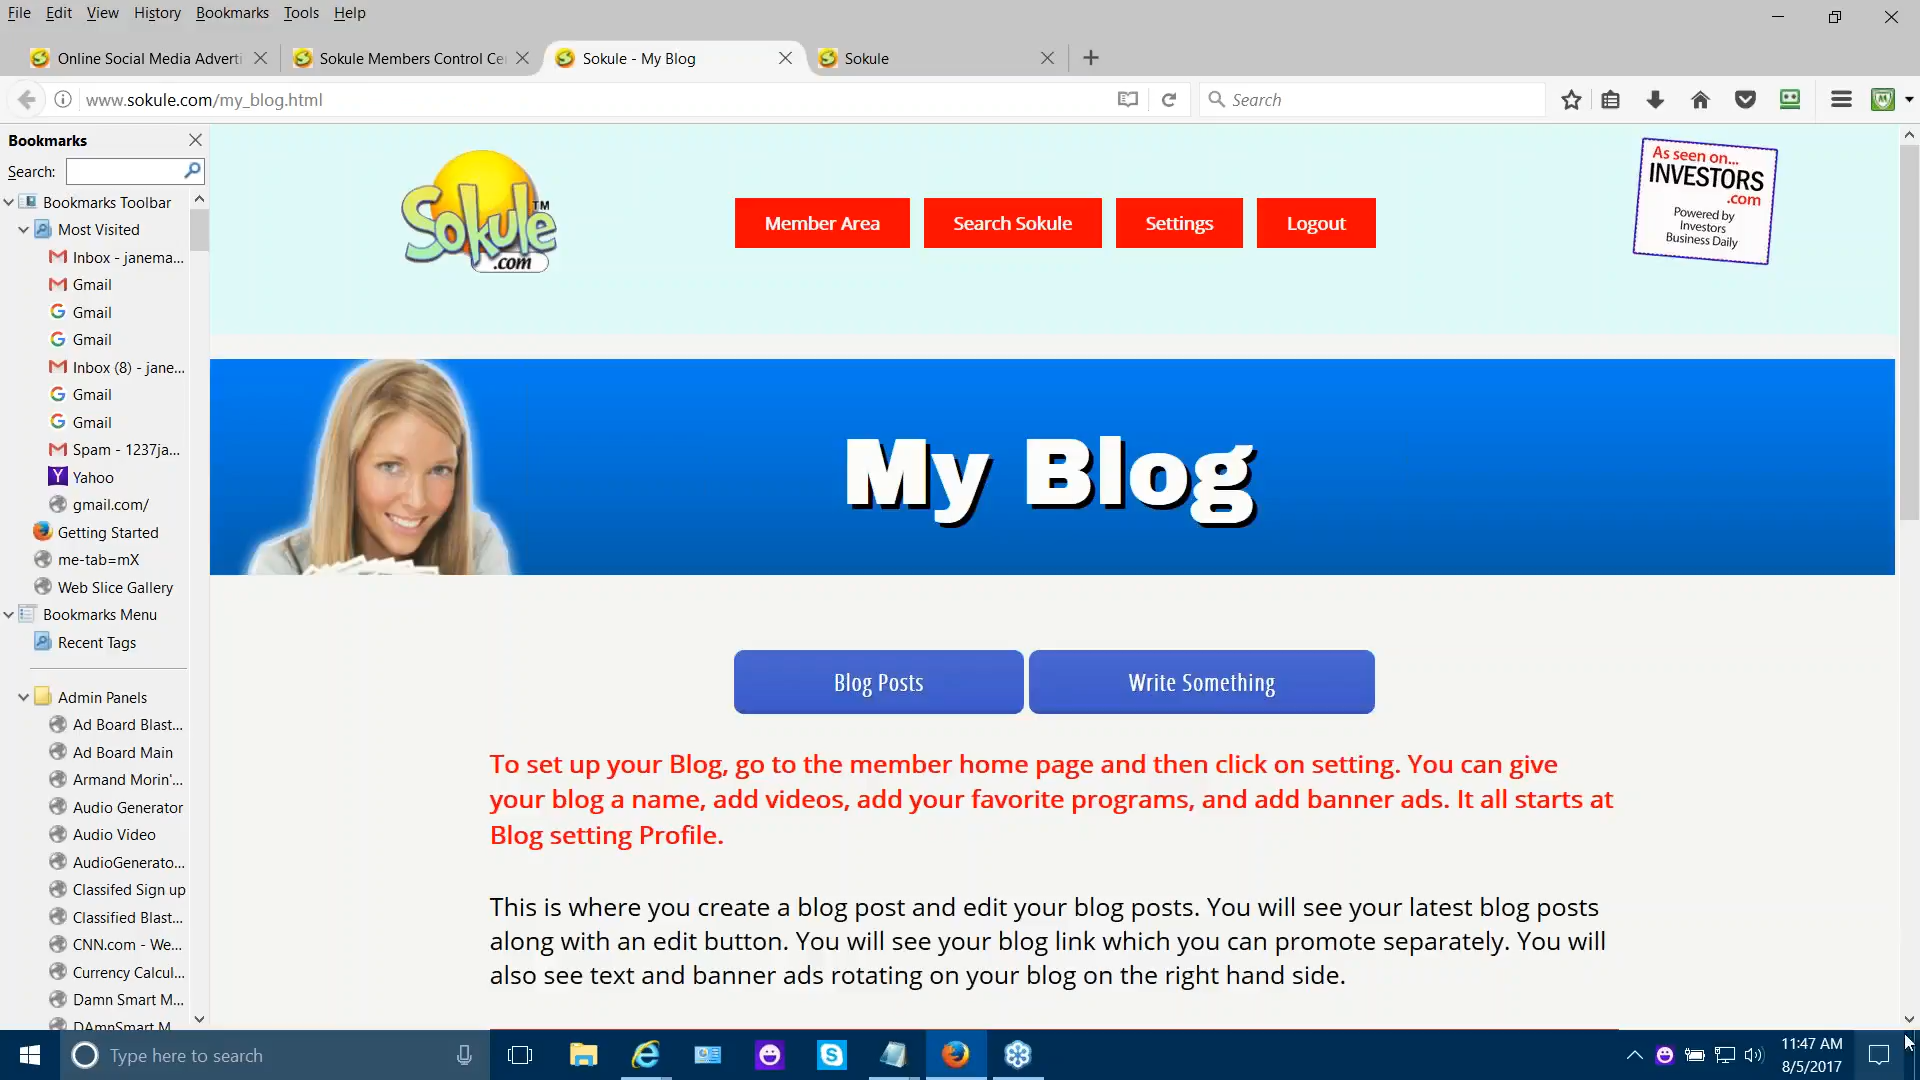 File Edit View History Bookmarks Tools Help
Online Social Media Adverti
Sokule Members Control Ce
Sokule - My Blog
Sokule
www.sokule.com/my_blog.html
Search
Bookmarks
Search:
Bookmarks Toolbar
Most Visited
Inbox - janema...
Gmail
Gmail
Gmail
Inbox (8) - jane...
Gmail
Gmail
Spam - 1237ja...
Yahoo
gmail.com/
Getting Started
me-tab=mX
Web Slice Gallery
Bookmarks Menu
Recent Tags
Admin Panels
Ad Board Blast...
Ad Board Main
Armand Morin'...
Audio Generator
Audio Video
AudioGenerato...
Classifed Sign up
Classified Blast...
CNN.com - We...
Currency Calcul...
Damn Smart M...
DAmnSmart M
Sokule TM
.com
Member Area
Search Sokule
Settings
Logout
As seen on...
INVESTORS
.com
Powered by
Investors
Business Daily
My Blog
Blog Posts
Write Something
To set up your Blog, go to the member home page and then click on setting. You can give
your blog a name, add videos, add your favorite programs, and add banner ads. It all starts at
Blog setting Profile.
This is where you create a blog post and edit your blog posts. You will see your latest blog posts
along with an edit button. You will see your blog link which you can promote separately. You will
also see text and banner ads rotating on your blog on the right hand side.
Type here to search
11:47 AM
8/5/2017